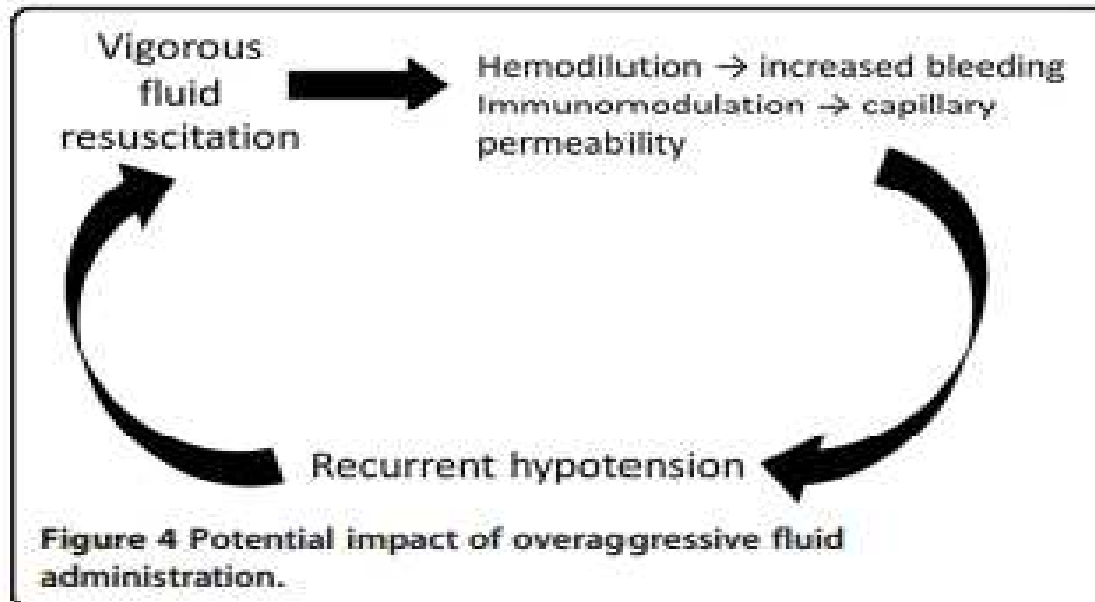 Vigorous
fluid
resuscitation
Hemodilution → increased bleeding
Immunomodulation → capillary
permeability
Recurrent hypotension
Figure 4 Potential impact of overaggressive fluid
administration.